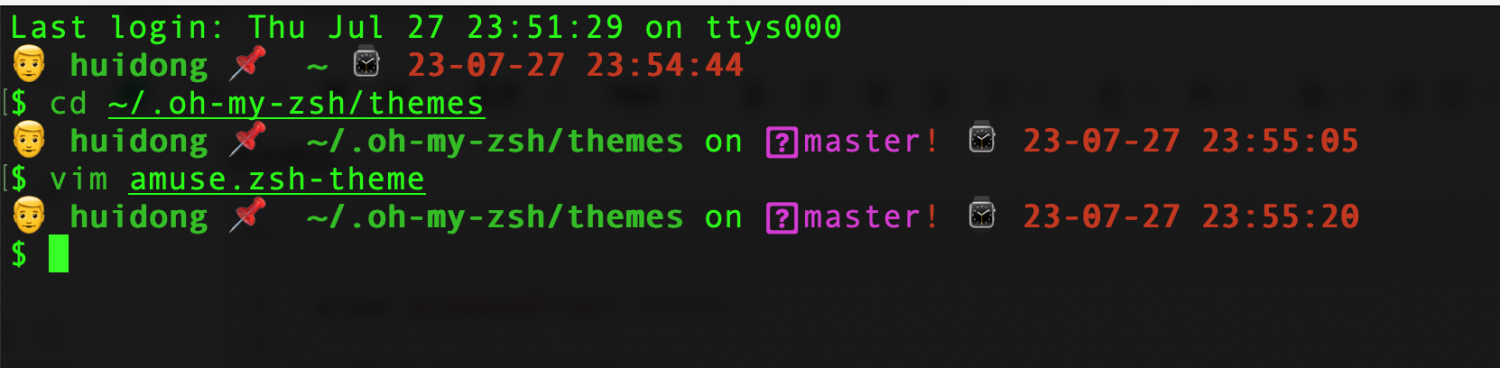 Last login: Thu Jul 27 23:51:29 on ttys000
👨 huidong 📌 ~ ⌚ 23-07-27 23:54:44
[$ cd ~/.oh-my-zsh/themes
👨 huidong 📌 ~/.oh-my-zsh/themes on ⍰master! ⌚ 23-07-27 23:55:05
[$ vim amuse.zsh-theme
👨 huidong 📌 ~/.oh-my-zsh/themes on ⍰master! ⌚ 23-07-27 23:55:20
$